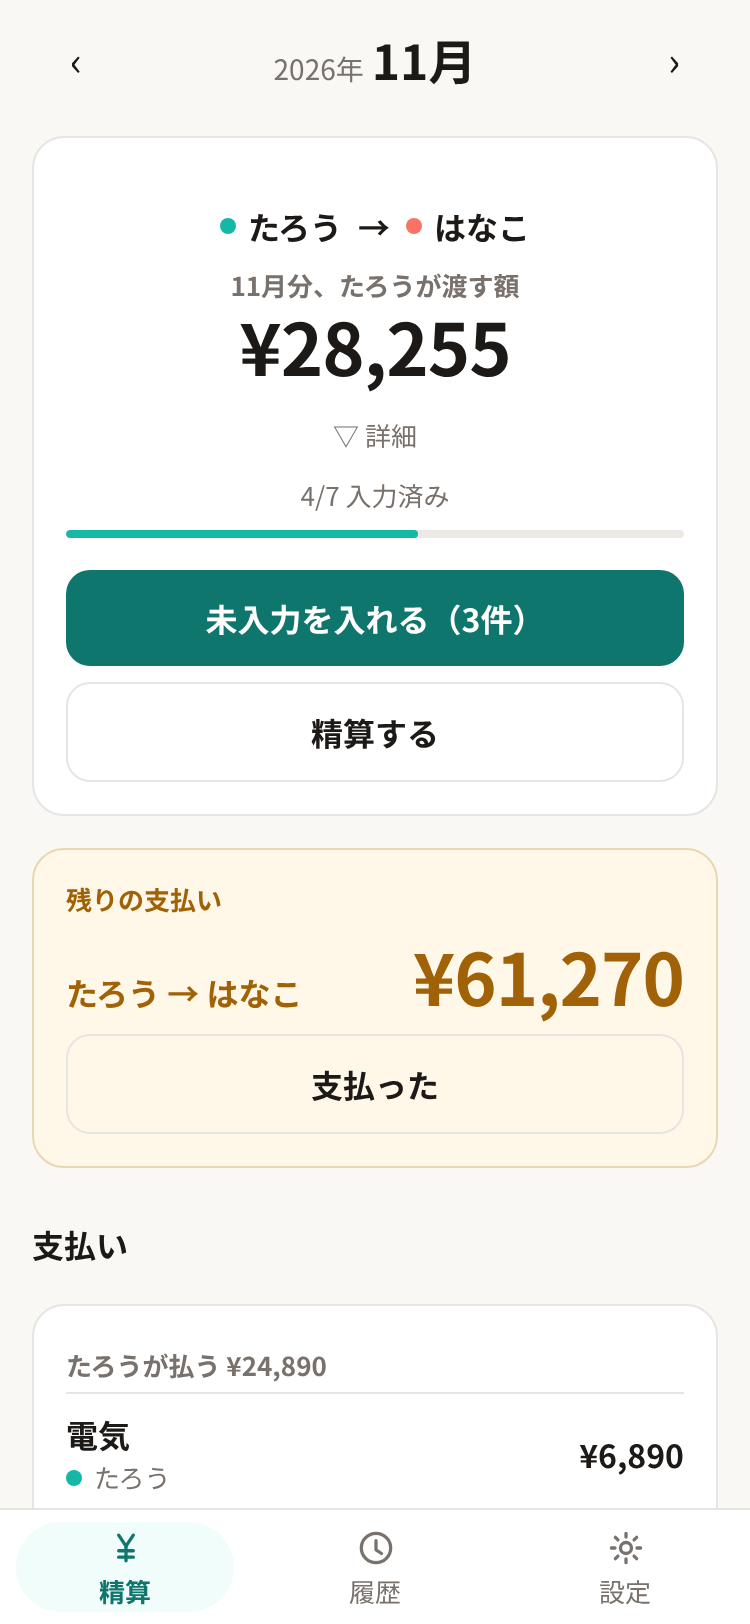 ‹ 2026年 11月 ›
たろう → はなこ
11月分、たろうが渡す額
¥28,255
▽ 詳細
4/7 入力済み
未入力を入れる（3件）
精算する
残りの支払い
たろう → はなこ ¥61,270
支払った
支払い
たろうが払う ¥24,890
電気
¥6,890
たろう
精算 履歴 設定